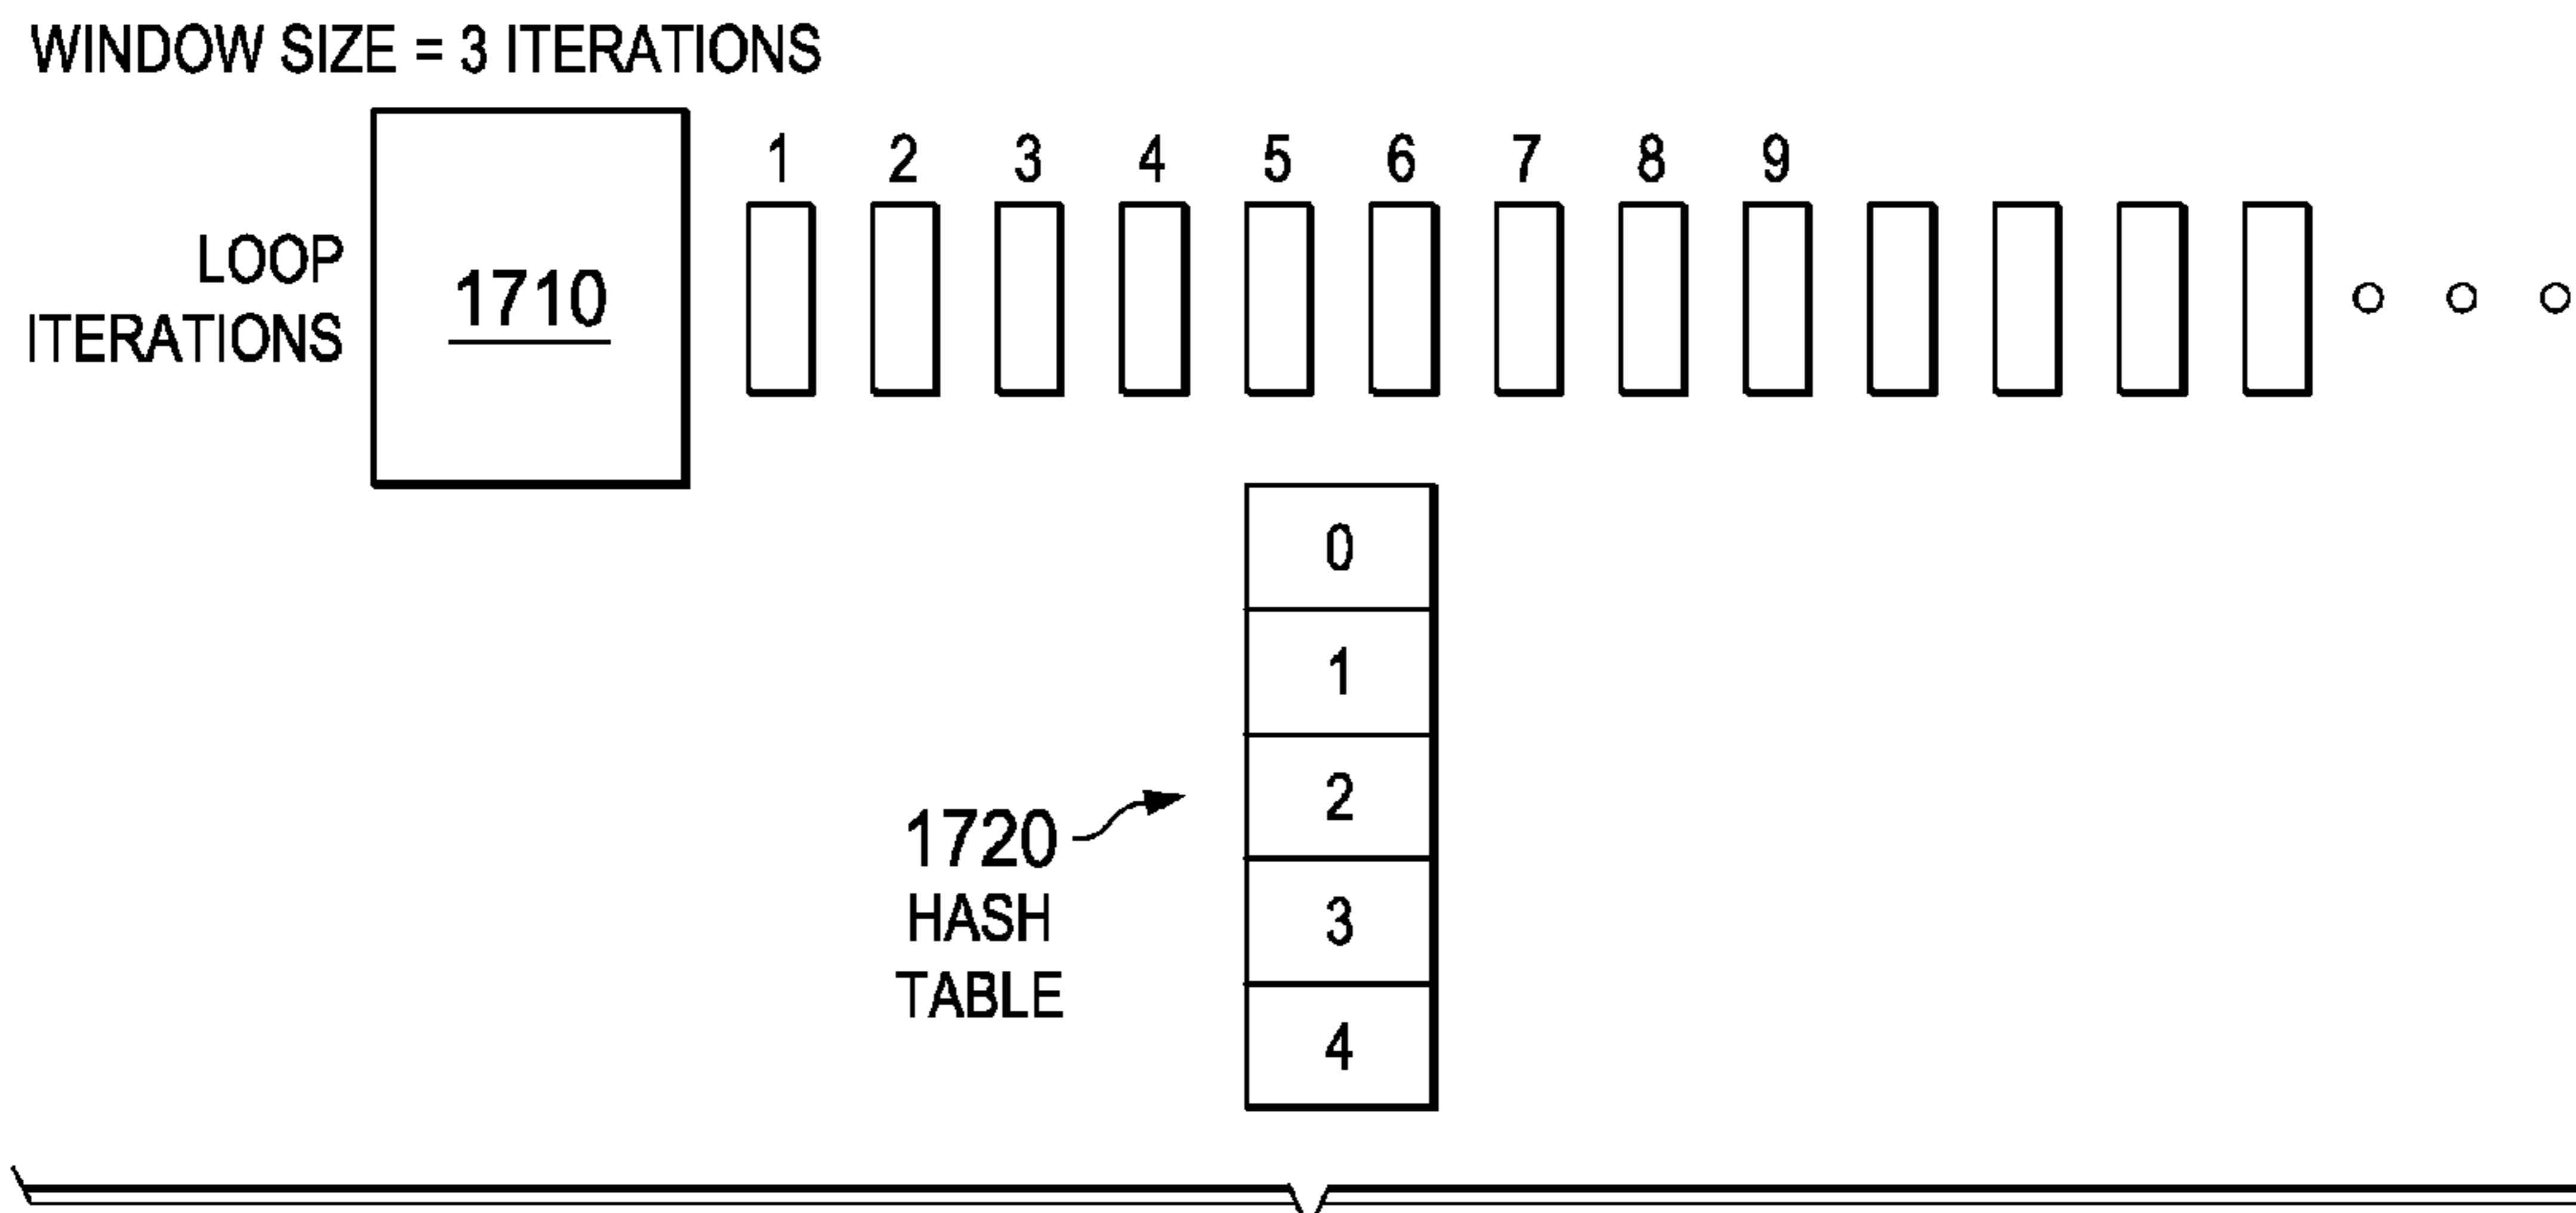 WINDOW SIZE = 3 ITERATIONS
1 2 3 4 5 6 7 8 9
LOOP
ITERATIONS
1710
0
1
2
3
4
1720
HASH
TABLE